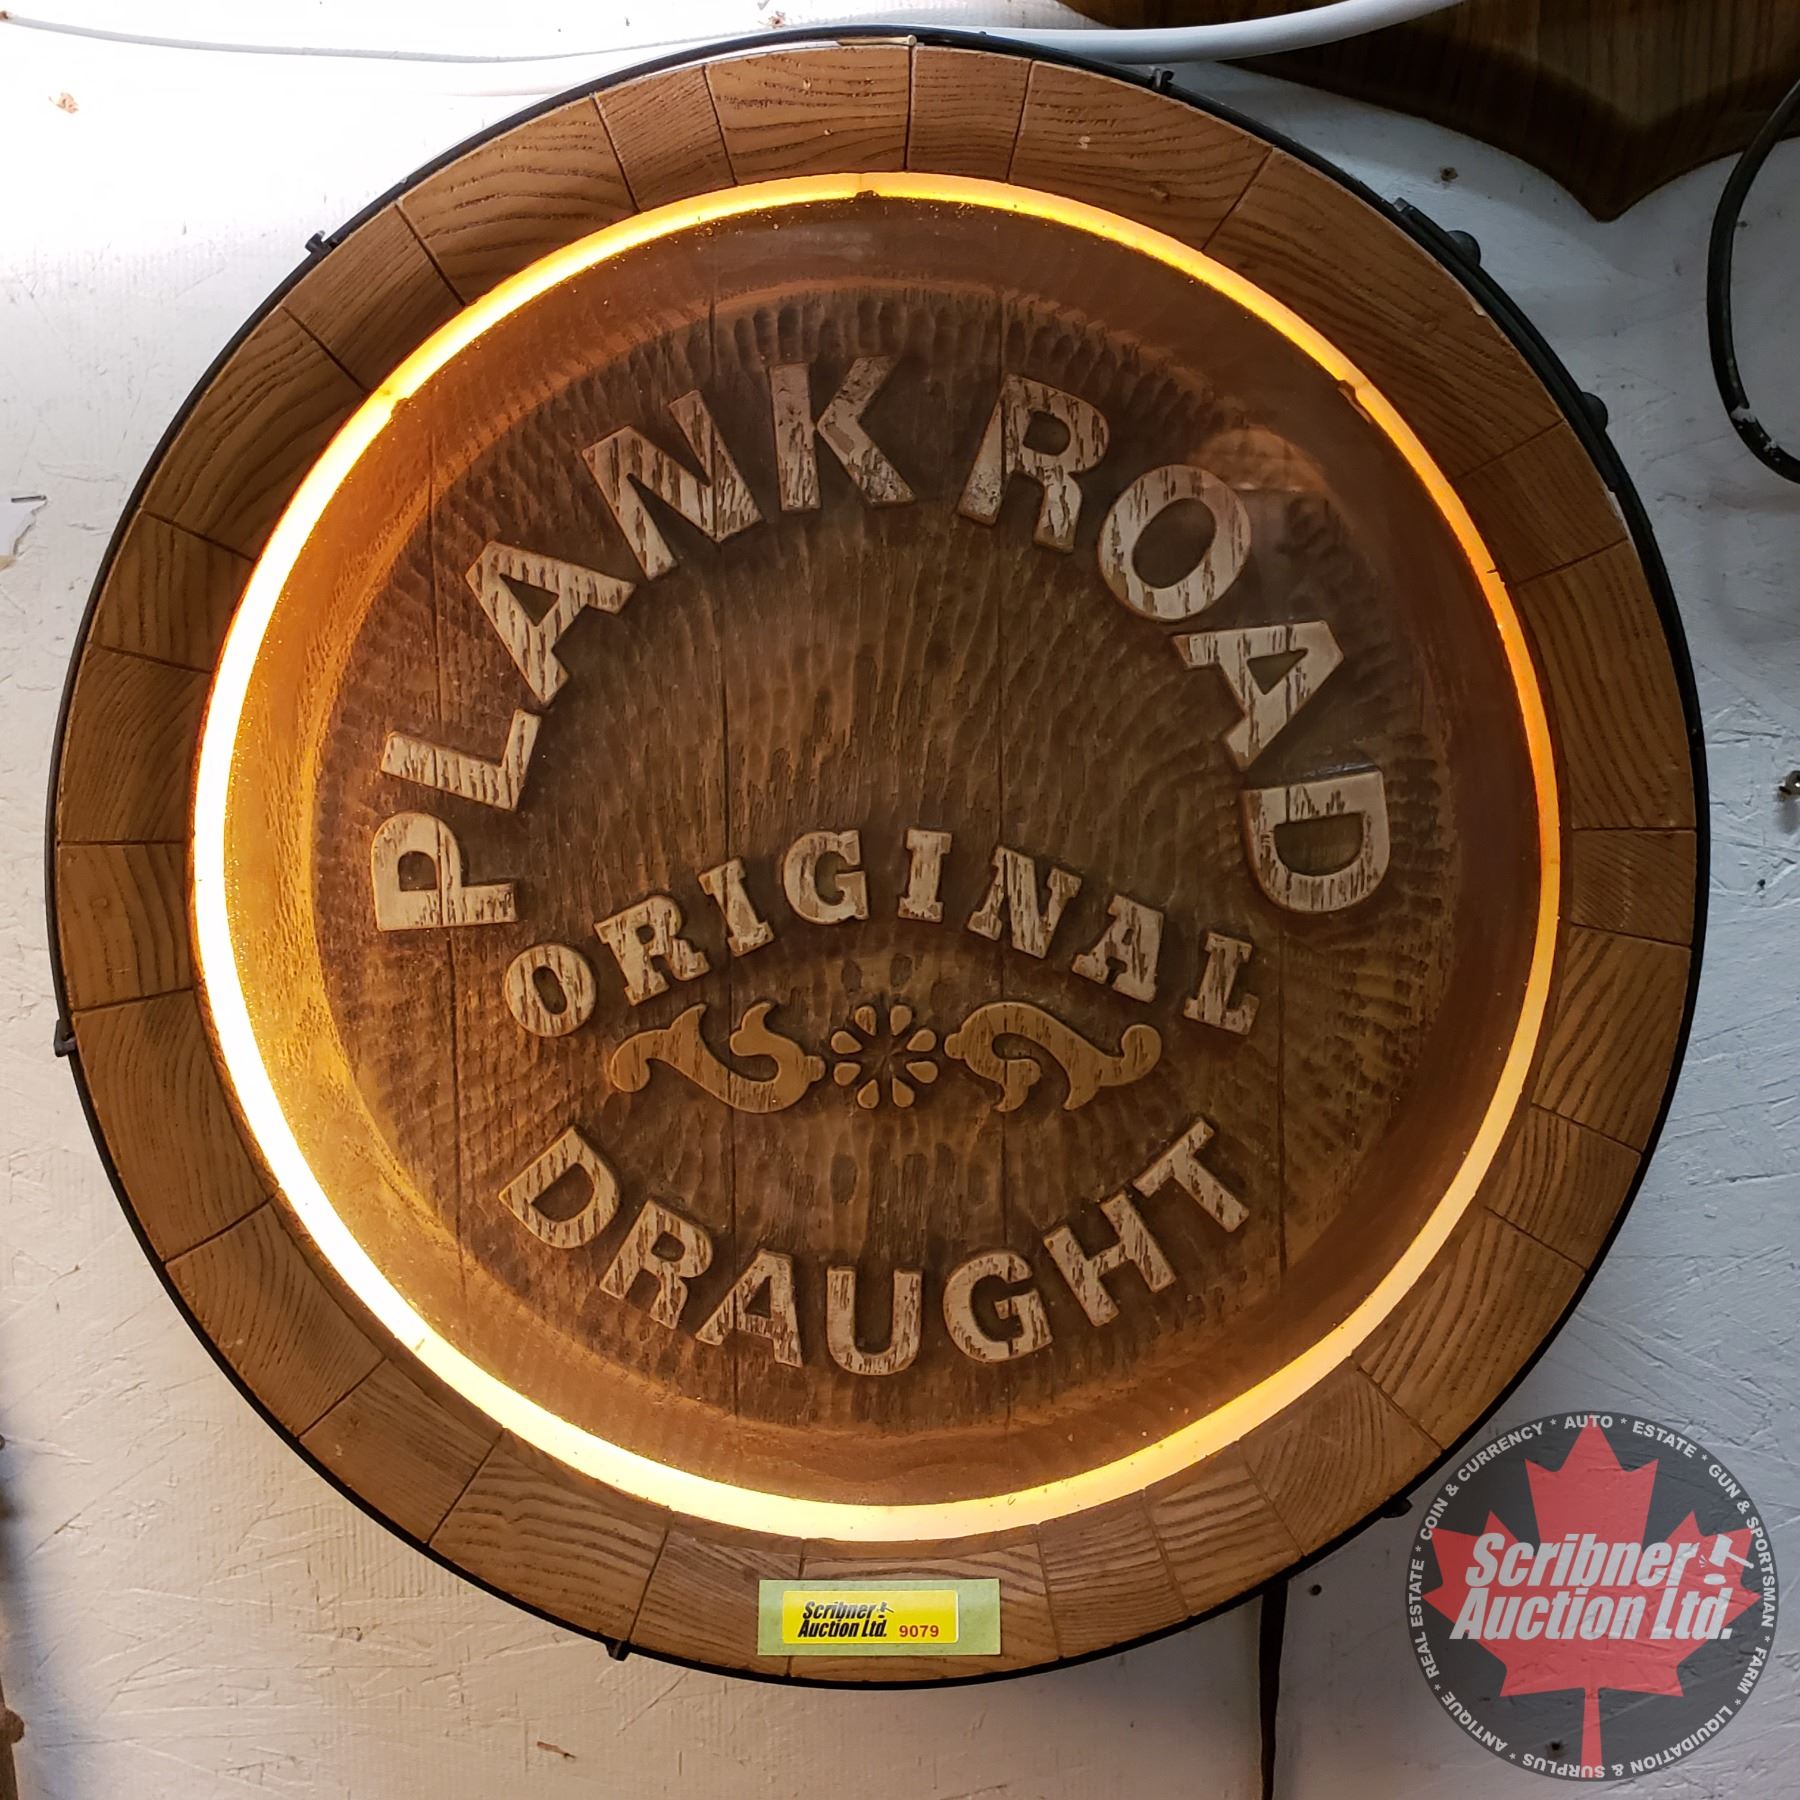 PLANK ROAD
ORIGINAL
DRAUGHT
Scribner
Auction Ltd. 9079
Scribner
Auction Ltd.
* REAL ESTATE * COIN & CURRENCY * AUTO * ESTATE * GUN & SPORTSMAN * FARM * LIQUIDATION & SURPLUS * ANTIQUE